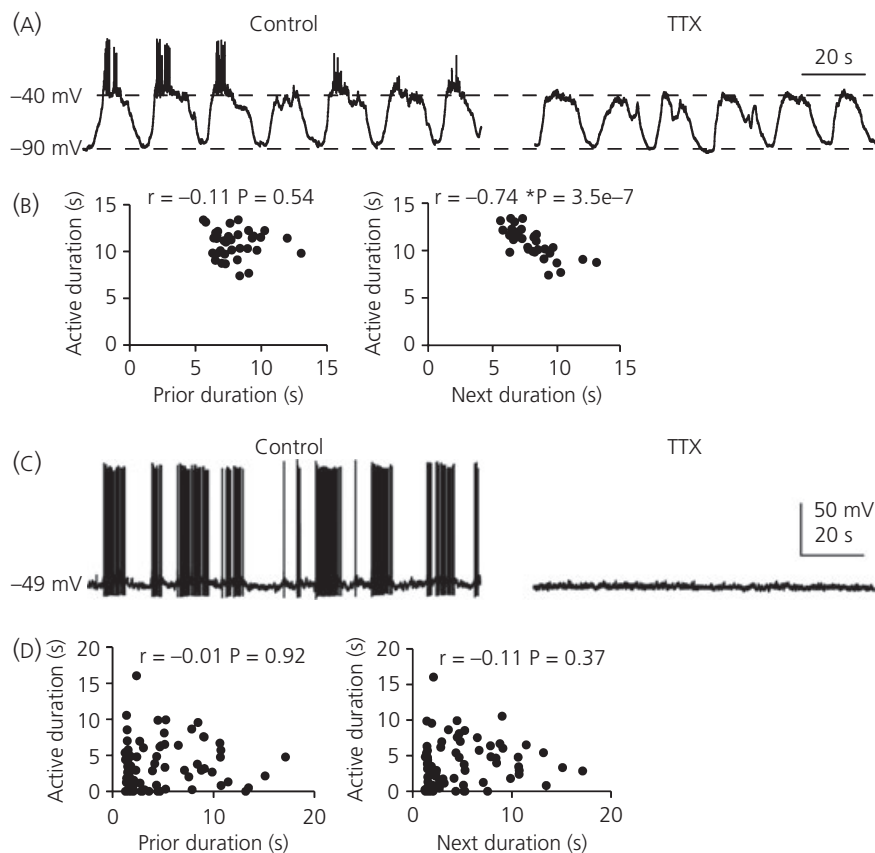 (A)
Control
TTX
20 s
–40 mV
–90 mV
(B)
r = –0.11 P = 0.54
15
10
5
0
Active duration (s)
0 5 10 15
Prior duration (s)
r = –0.74 *P = 3.5e–7
15
10
5
0
Active duration (s)
0 5 10 15
Next duration (s)
(C)
Control
TTX
50 mV
20 s
–49 mV
(D)
r = –0.01 P = 0.92
20
15
10
5
0
Active duration (s)
0 10 20
Prior duration (s)
r = –0.11 P = 0.37
20
15
10
5
0
Active duration (s)
0 10 20
Next duration (s)